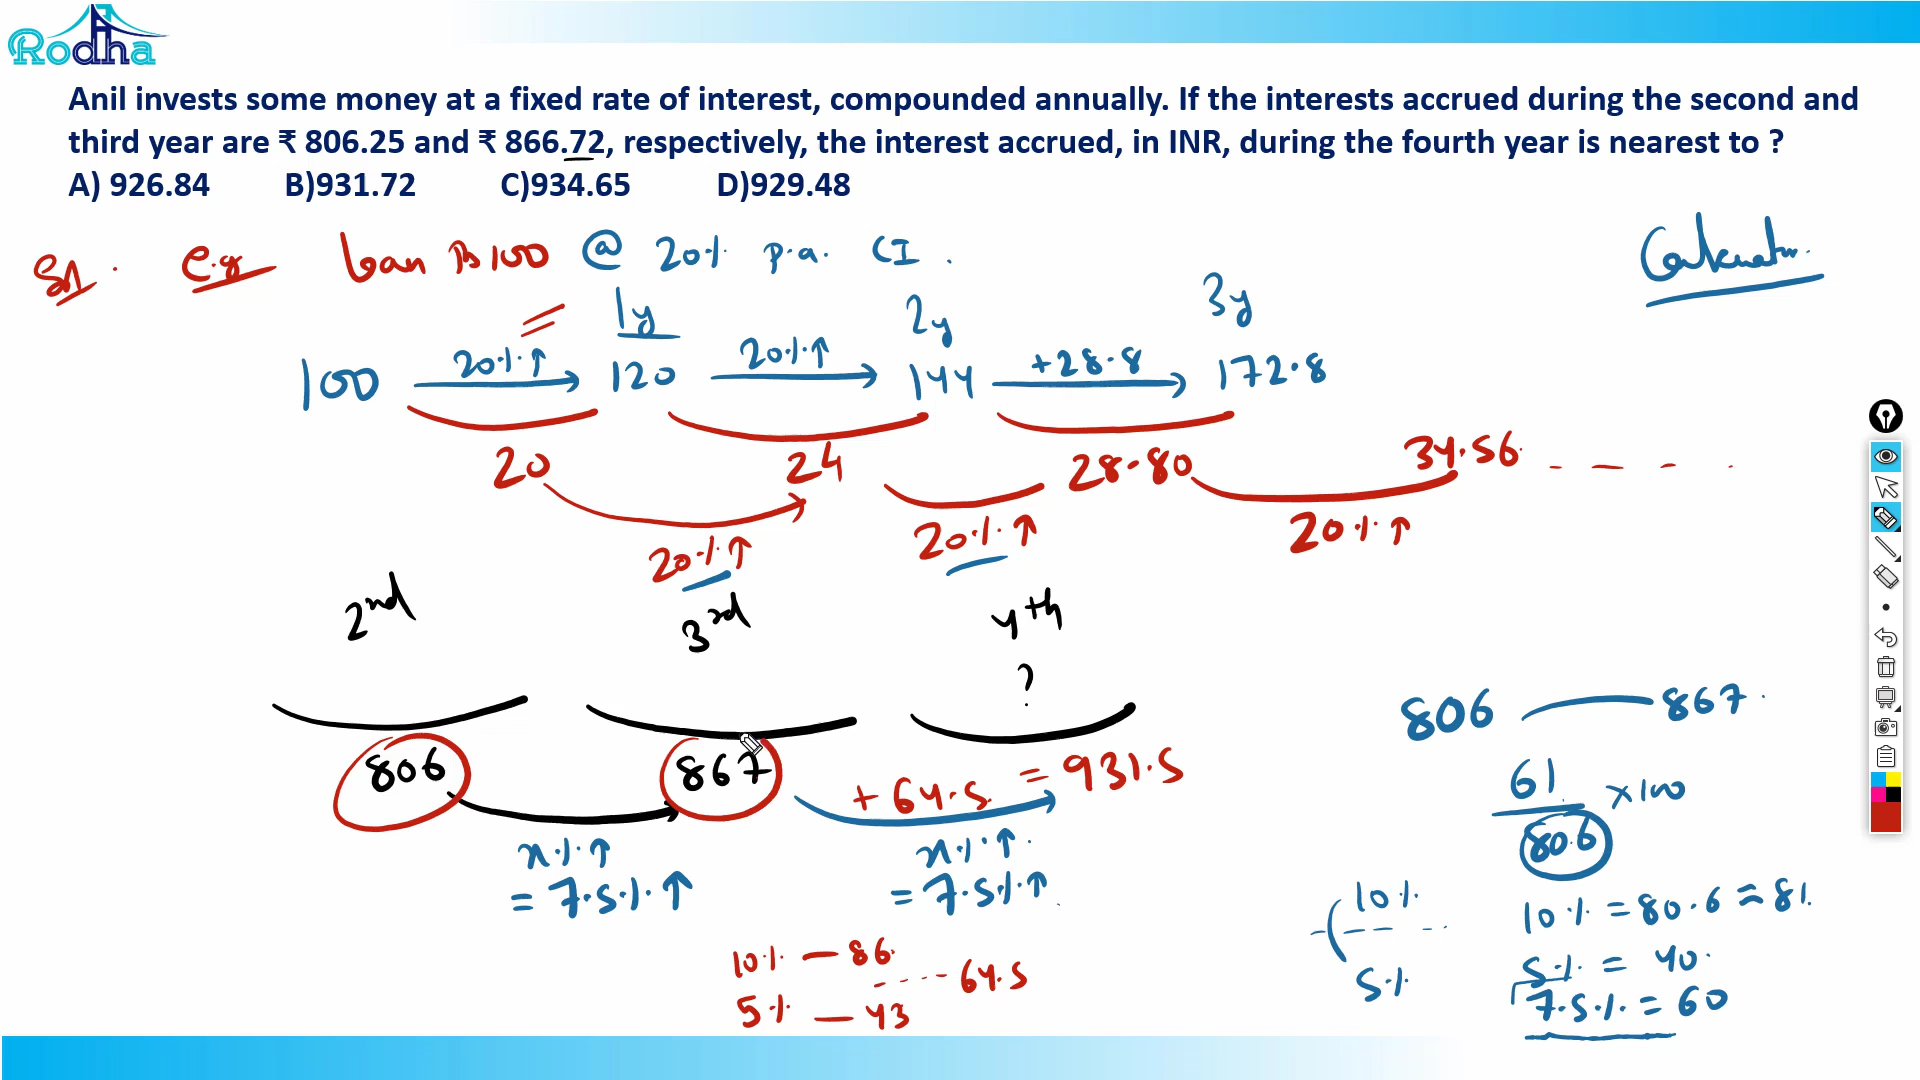 Rodha
Anil invests some money at a fixed rate of interest, compounded annually. If the interests accrued during the second and
third year are ₹ 806.25 and ₹ 866.72, respectively, the interest accrued, in INR, during the fourth year is nearest to ?
A) 926.84 B)931.72 C)934.65 D)929.48
e.g loan Rs 100 @ 20% p.a. CI.
Calculator.
1y 2y 3y
100 20%↑ 120 20%↑ 144 +28.8 172.8
20 24 28.80 34.56
20%↑ 20%↑ 20%↑
2nd 3rd 4th
?
806 867 +64.5 = 931.5
x%↑ x%↑
= 7.5%↑ = 7.5%↑
10% — 86
64.5
5% — 43
806 867
61
80.6
×100
10%
5%
10% = 80.6 ≈ 81
5% = 40
7.5% = 60